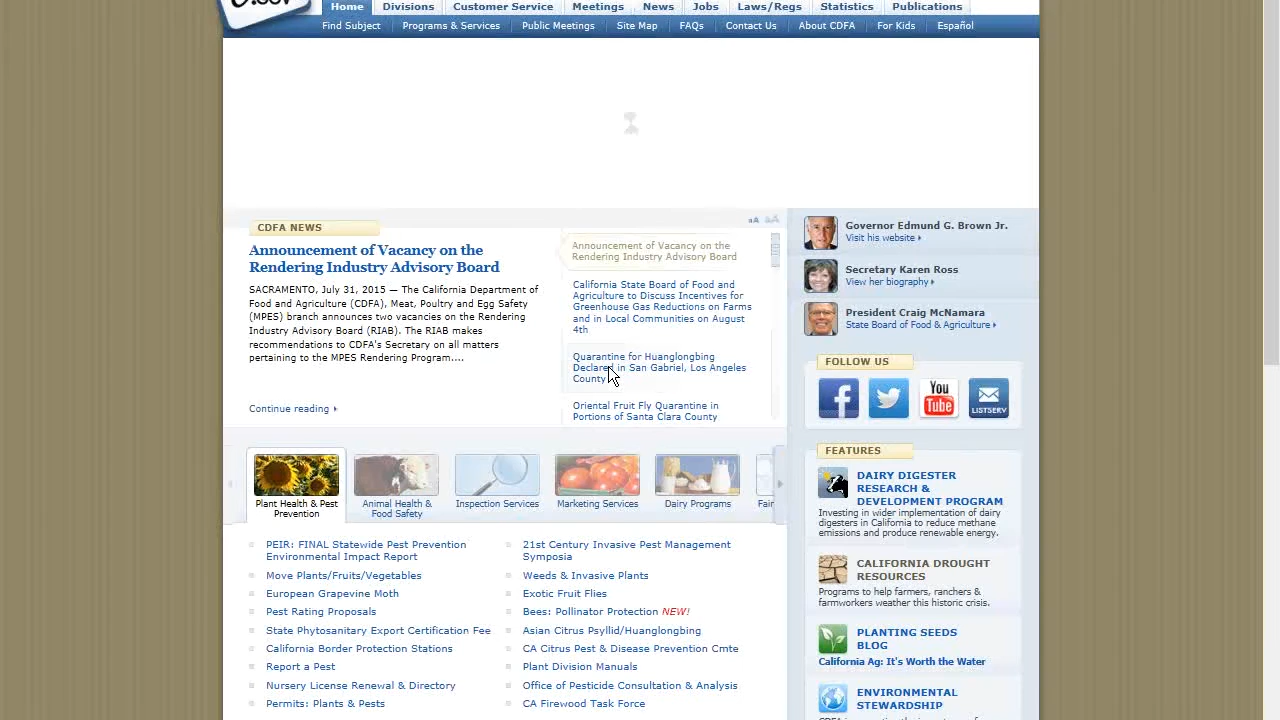 Home Divisions Customer Service Meetings News Jobs Laws/Regs Statistics Publications
Find Subject Programs & Services Public Meetings Site Map FAQs Contact Us About CDFA For Kids Español
CDFA NEWS
aA aA
Announcement of Vacancy on the
Rendering Industry Advisory Board
SACRAMENTO, July 31, 2015 — The California Department of
Food and Agriculture (CDFA), Meat, Poultry and Egg Safety
(MPES) branch announces two vacancies on the Rendering
Industry Advisory Board (RIAB). The RIAB makes
recommendations to CDFA's Secretary on all matters
pertaining to the MPES Rendering Program....
Continue reading
Announcement of Vacancy on the
Rendering Industry Advisory Board
California State Board of Food and
Agriculture to Discuss Incentives for
Greenhouse Gas Reductions on Farms
and in Local Communities on August
4th
Quarantine for Huanglongbing
Declared in San Gabriel, Los Angeles
County
Oriental Fruit Fly Quarantine in
Portions of Santa Clara County
Governor Edmund G. Brown Jr.
Visit his website
Secretary Karen Ross
View her biography
President Craig McNamara
State Board of Food & Agriculture
FOLLOW US
You
Tube
LISTSERV
Plant Health & Pest
Prevention
Animal Health &
Food Safety
Inspection Services
Marketing Services
Dairy Programs
Fair
PEIR: FINAL Statewide Pest Prevention
Environmental Impact Report
Move Plants/Fruits/Vegetables
European Grapevine Moth
Pest Rating Proposals
State Phytosanitary Export Certification Fee
California Border Protection Stations
Report a Pest
Nursery License Renewal & Directory
Permits: Plants & Pests
21st Century Invasive Pest Management
Symposia
Weeds & Invasive Plants
Exotic Fruit Flies
Bees: Pollinator Protection NEW!
Asian Citrus Psyllid/Huanglongbing
CA Citrus Pest & Disease Prevention Cmte
Plant Division Manuals
Office of Pesticide Consultation & Analysis
CA Firewood Task Force
FEATURES
DAIRY DIGESTER
RESEARCH &
DEVELOPMENT PROGRAM
Investing in wider implementation of dairy
digesters in California to reduce methane
emissions and produce renewable energy.
CALIFORNIA DROUGHT
RESOURCES
Programs to help farmers, ranchers &
farmworkers weather this historic crisis.
PLANTING SEEDS
BLOG
California Ag: It's Worth the Water
ENVIRONMENTAL
STEWARDSHIP